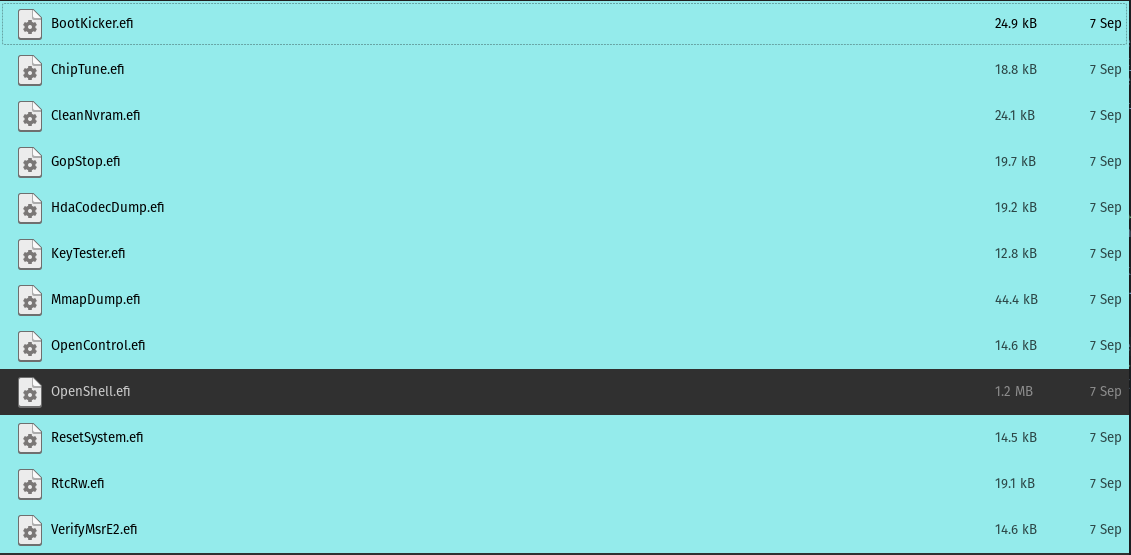 BootKicker.efi 24.9 kB 7 Sep
ChipTune.efi 18.8 kB 7 Sep
CleanNvram.efi 24.1 kB 7 Sep
GopStop.efi 19.7 kB 7 Sep
HdaCodecDump.efi 19.2 kB 7 Sep
KeyTester.efi 12.8 kB 7 Sep
MmapDump.efi 44.4 kB 7 Sep
OpenControl.efi 14.6 kB 7 Sep
OpenShell.efi 1.2 MB 7 Sep
ResetSystem.efi 14.5 kB 7 Sep
RtcRw.efi 19.1 kB 7 Sep
VerifyMsrE2.efi 14.6 kB 7 Sep